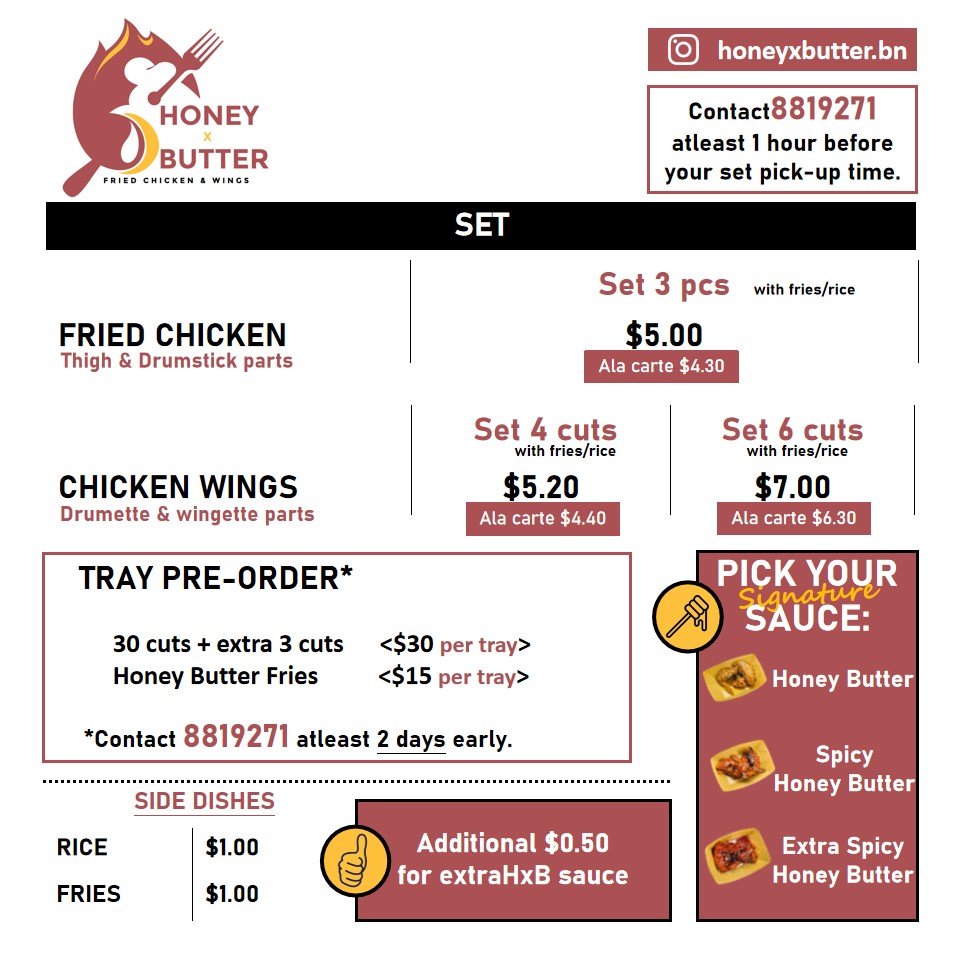 HONEY
x
BUTTER
FRIED CHICKEN & WINGS
honeyxbutter.bn
Contact8819271
atleast 1 hour before
your set pick-up time.
SET
FRIED CHICKEN
Thigh & Drumstick parts
Set 3 pcs with fries/rice
$5.00
Ala carte $4.30
CHICKEN WINGS
Drumette & wingette parts
Set 4 cuts
with fries/rice
$5.20
Ala carte $4.40
Set 6 cuts
with fries/rice
$7.00
Ala carte $6.30
TRAY PRE-ORDER*
30 cuts + extra 3 cuts <$30 per tray>
Honey Butter Fries <$15 per tray>
*Contact 8819271 atleast 2 days early.
PICK YOUR
Signature
SAUCE:
Honey Butter
Spicy
Honey Butter
Extra Spicy
Honey Butter
SIDE DISHES
RICE $1.00
FRIES $1.00
Additional $0.50
for extraHxB sauce